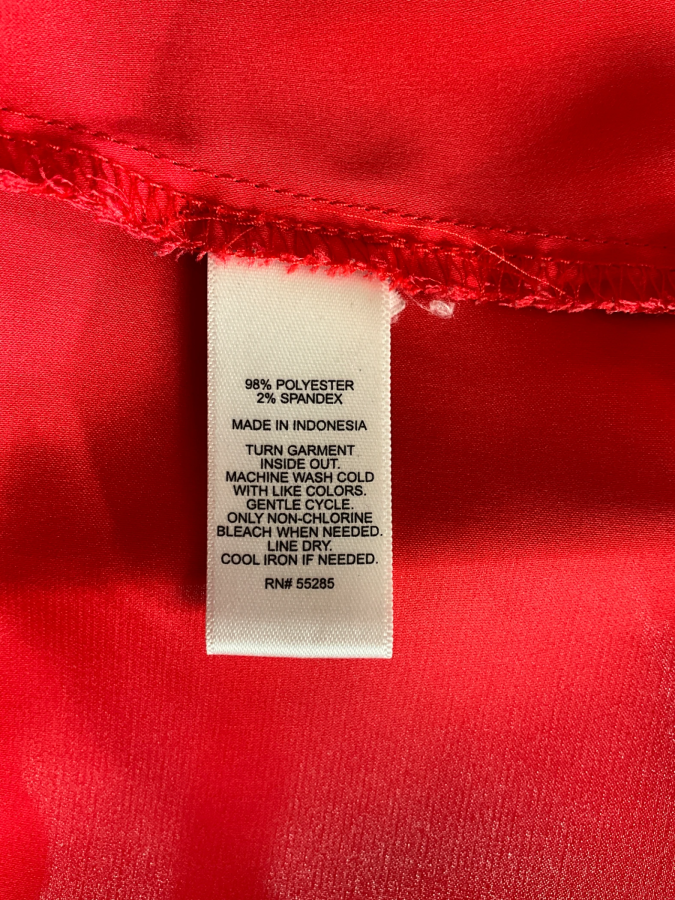 98% POLYESTER
2% SPANDEX
MADE IN INDONESIA
TURN GARMENT
INSIDE OUT.
MACHINE WASH COLD
WITH LIKE COLORS.
GENTLE CYCLE.
ONLY NON-CHLORINE
BLEACH WHEN NEEDED.
LINE DRY.
COOL IRON IF NEEDED.
RN# 55285